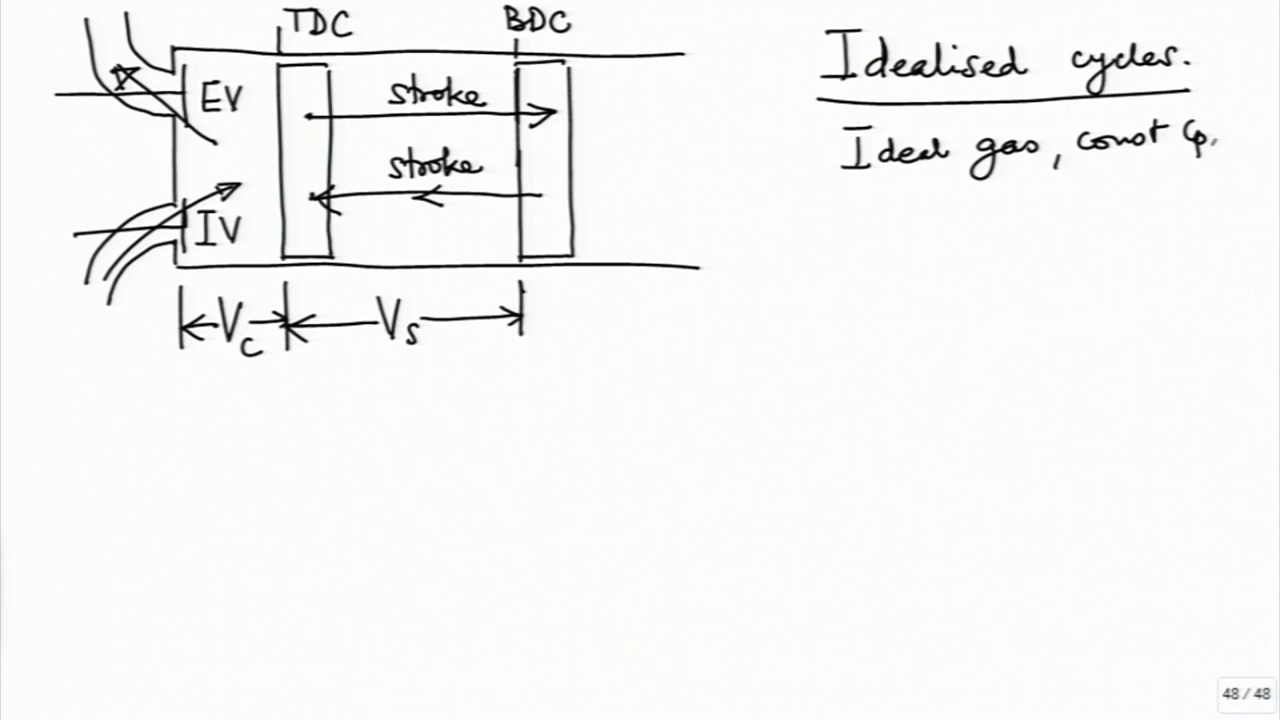 TDC
BDC
Idealised cycles.
Ideal gas, const Cp.
EV
stroke
stroke
IV
Vc
Vs
48 / 48